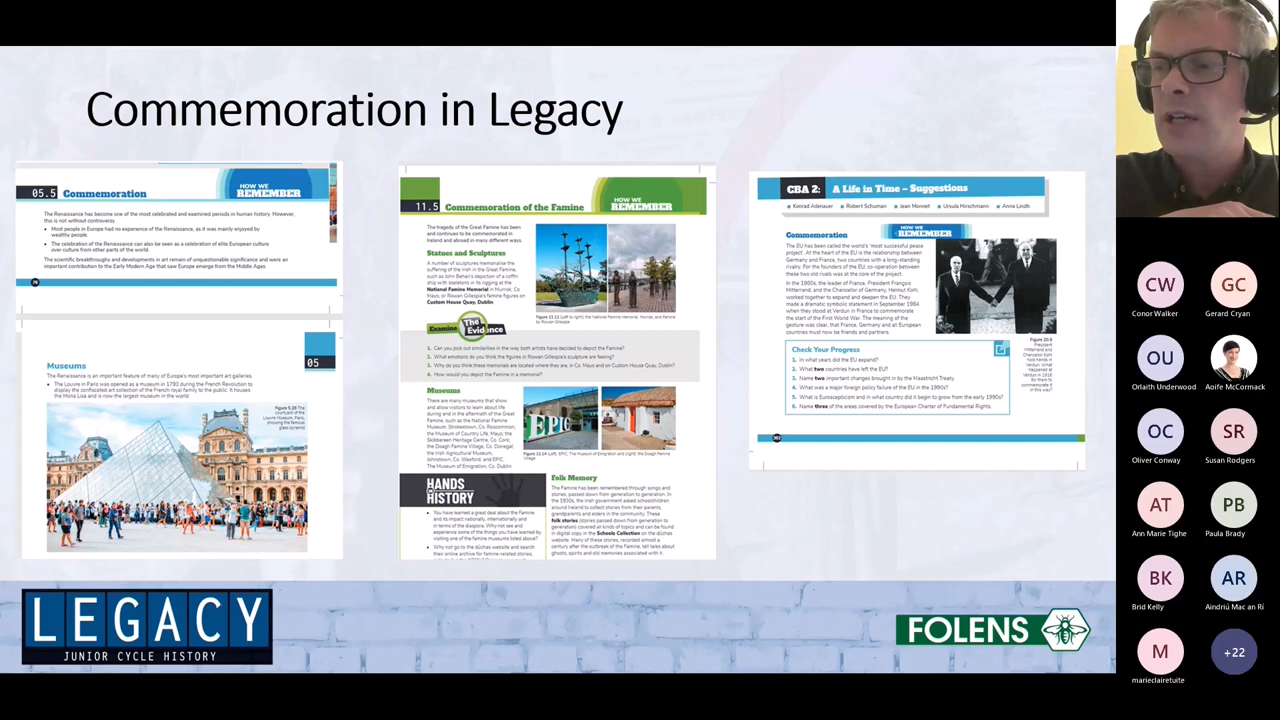 Commemoration in Legacy
05.5
Commemoration
HOW WE
REMEMBER
The Renaissance has become one of the most celebrated and examined periods in human history. However,
this is not without controversy.
• Most people in Europe had no experience of the Renaissance, as it was mainly enjoyed by
wealthy people.
• The celebration of the Renaissance can also be seen as a celebration of elite European culture
over culture from other parts of the world.
The scientific breakthroughs and developments in art remain of unquestionable significance and were an
important contribution to the Early Modern Age that saw Europe emerge from the Middle Ages.
05
Museums
The Renaissance is an important feature of many of Europe's most important art galleries.
• The Louvre in Paris was opened as a museum in 1793 during the French Revolution to
display the confiscated art collection of the French royal family to the public. It houses
the Mona Lisa and is now the largest museum in the world.
Figure 5.28 The
courtyard of the
Louvre Museum, Paris,
showing the famous
glass pyramid
11.5
Commemoration of the Famine
HOW WE
REMEMBER
The tragedy of the Great Famine has been
and continues to be commemorated in
Ireland and abroad in many different ways.
Statues and Sculptures
A number of sculptures memorialise the
suffering of the Irish in the Great Famine,
such as John Behan's depiction of a coffin
ship with skeletons in its rigging at the
National Famine Memorial in Murrisk, Co.
Mayo, or Rowan Gillespie's famine figures on
Custom House Quay, Dublin
Figure 11.13 (Left to right) the National Famine Memorial, Murrisk, and Famine
by Rowan Gillespie
Examine The Evidence
1. Can you pick out similarities in the way both artists have decided to depict the Famine?
2. What emotions do you think the figures in Rowan Gillespie's sculpture are feeling?
3. Why do you think these memorials are located where they are, in Co. Mayo and on Custom House Quay, Dublin?
4. How would you depict the Famine in a memorial?
Museums
There are many museums that show
and allow visitors to learn about life
during and in the aftermath of the Great
Famine, such as the National Famine
Museum, Strokestown, Co. Roscommon,
the Museum of Country Life, Mayo, the
Skibbereen Heritage Centre, Co. Cork;
the Doagh Famine Village, Co. Donegal;
the Irish Agricultural Museum,
Johnstown, Co. Wexford; and EPIC,
The Museum of Emigration, Co. Dublin
EPIC
Figure 11.14 (Left) EPIC, The Museum of Emigration and (right) the Doagh Famine
Village
HANDS
ON
HISTORY
• You have learned a great deal about the Famine
and its impact nationally, internationally and
in terms of the diaspora. Why not see and
experience some of the things you have learned by
visiting one of the famine museums listed above?
• Why not go to the dúchas website and search
their online archive for famine-related stories,
Folk Memory
The Famine has been remembered through songs and
stories, passed down from generation to generation. In
the 1930s, the Irish government asked schoolchildren
around Ireland to collect stories from their parents,
grandparents and elders in the community. These
folk stories (stories passed down from generation to
generation) covered all kinds of topics and can be found
in digital copy in the Schools Collection on the dúchas
website. Many of these stories, recorded almost a
century after the outbreak of the Famine, tell tales about
ghosts, spirits and old memories associated with it.
CBA 2:
A Life in Time – Suggestions
Konrad Adenauer Robert Schuman Jean Monnet Ursula Hirschmann Anna Lindh
Commemoration
HOW WE
REMEMBER
The EU has been called the world's 'most successful peace
project'. At the heart of the EU is the relationship between
Germany and France, two countries with a long-standing
rivalry. For the founders of the EU, co-operation between
these two old rivals was at the core of the project.
In the 1980s, the leader of France, President François
Mitterrand, and the Chancellor of Germany, Helmut Kohl,
worked together to expand and deepen the EU. They
made a dramatic symbolic statement in September 1984
when they stood at Verdun in France to commemorate
the start of the First World War. The meaning of the
gesture was clear, that France, Germany and all European
countries must now be friends and partners.
Figure 20.9
President
Mitterrand and
Chancellor Kohl
hold hands in
Verdun. What
happened at
Verdun in 1916
for them to
commemorate it
in this way?
Check Your Progress
1. In what years did the EU expand?
2. What two countries have left the EU?
3. Name two important changes brought in by the Maastricht Treaty.
4. What was a major foreign policy failure of the EU in the 1990s?
5. What is Euroscepticism and in what country did it begin to grow from the early 1990s?
6. Name three of the areas covered by the European Charter of Fundamental Rights.
LEGACY
JUNIOR CYCLE HISTORY
FOLENS
CW
Conor Walker
GC
Gerard Cryan
OU
Orlaith Underwood
Aoife McCormack
OC
Oliver Conway
SR
Susan Rodgers
AT
Ann Marie Tighe
PB
Paula Brady
BK
Brid Kelly
AR
Aindriú Mac an Rí
M
marieclairetuite
+22